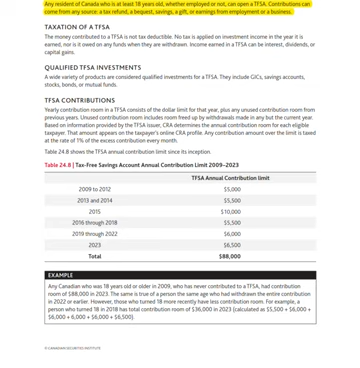 Any resident of Canada who is at least 18 years old, whether employed or not, can open a TFSA. Contributions can
come from any source: a tax refund, a bequest, savings, a gift, or earnings from employment or a business.
TAXATION OF A TFSA
The money contributed to a TFSA is not tax deductible. No tax is applied on investment income in the year it is
earned, nor is it owed on any funds when they are withdrawn. Income earned in a TFSA can be interest, dividends, or
capital gains.
QUALIFIED TFSA INVESTMENTS
A wide variety of products are considered qualified investments for a TFSA. They include GICs, savings accounts,
stocks, bonds, or mutual funds.
TFSA CONTRIBUTIONS
Yearly contribution room in a TFSA consists of the dollar limit for that year, plus any unused contribution room from
previous years. Unused contribution room includes room freed up by withdrawals made in any but the current year.
Based on information provided by the TFSA issuer, CRA determines the annual contribution room for each eligible
taxpayer. That amount appears on the taxpayer's online CRA profile. Any contribution amount over the limit is taxed
at the rate of 1% of the excess contribution every month.
Table 24.8 shows the TFSA annual contribution limit since its inception.
Table 24.8 | Tax-Free Savings Account Annual Contribution Limit 2009–2023
TFSA Annual Contribution limit
2009 to 2012 $5,000
2013 and 2014 $5,500
2015 $10,000
2016 through 2018 $5,500
2019 through 2022 $6,000
2023 $6,500
Total $88,000
EXAMPLE
Any Canadian who was 18 years old or older in 2009, who has never contributed to a TFSA, had contribution
room of $88,000 in 2023. The same is true of a person the same age who had withdrawn the entire contribution
in 2022 or earlier. However, those who turned 18 more recently have less contribution room. For example, a
person who turned 18 in 2018 has total contribution room of $36,000 in 2023 (calculated as $5,500 + $6,000 +
$6,000 + 6,000 + $6,000 + $6,500).
© CANADIAN SECURITIES INSTITUTE